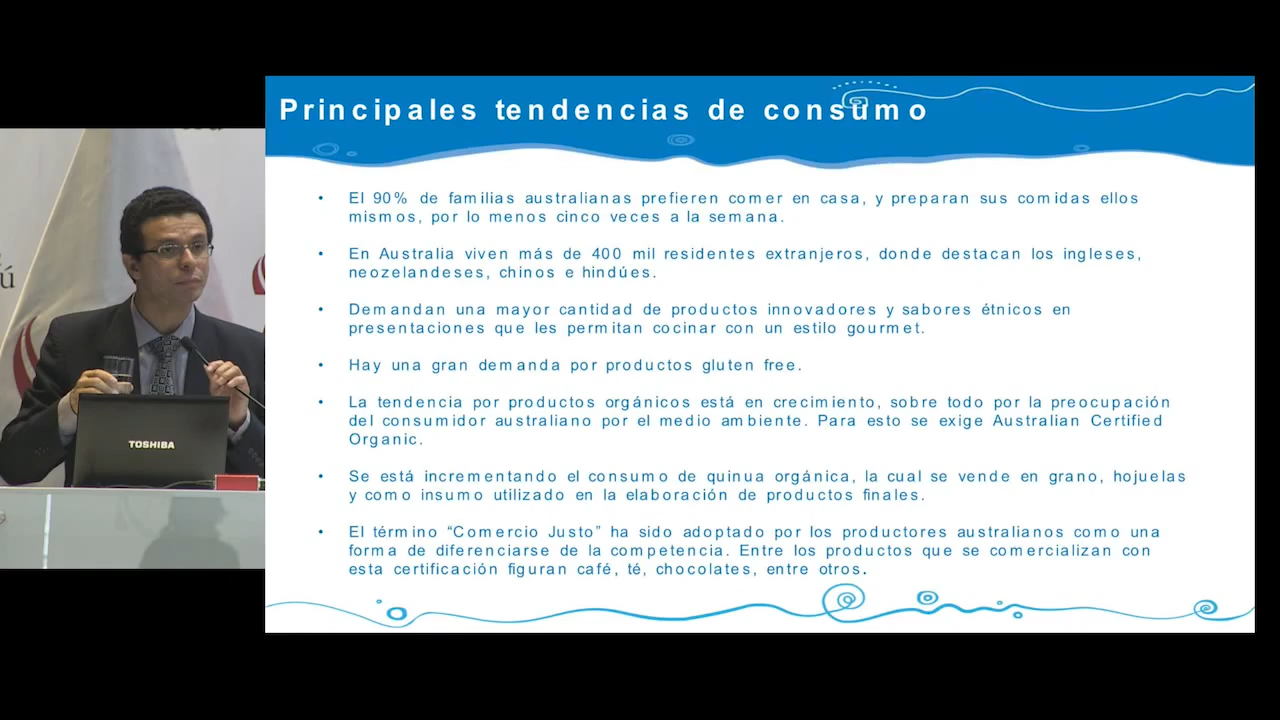 Principales tendencias de consumo
• El 90% de familias australianas prefieren comer en casa, y preparan sus comidas ellos
mismos, por lo menos cinco veces a la semana.
• En Australia viven más de 400 mil residentes extranjeros, donde destacan los ingleses,
neozelandeses, chinos e hindúes.
• Demandan una mayor cantidad de productos innovadores y sabores étnicos en
presentaciones que les permitan cocinar con un estilo gourmet.
• Hay una gran demanda por productos gluten free.
• La tendencia por productos orgánicos está en crecimiento, sobre todo por la preocupación
del consumidor australiano por el medio ambiente. Para esto se exige Australian Certified
Organic.
• Se está incrementando el consumo de quinua orgánica, la cual se vende en grano, hojuelas
y como insumo utilizado en la elaboración de productos finales.
• El término “Comercio Justo” ha sido adoptado por los productores australianos como una
forma de diferenciarse de la competencia. Entre los productos que se comercializan con
esta certificación figuran café, té, chocolates, entre otros.
TOSHIBA